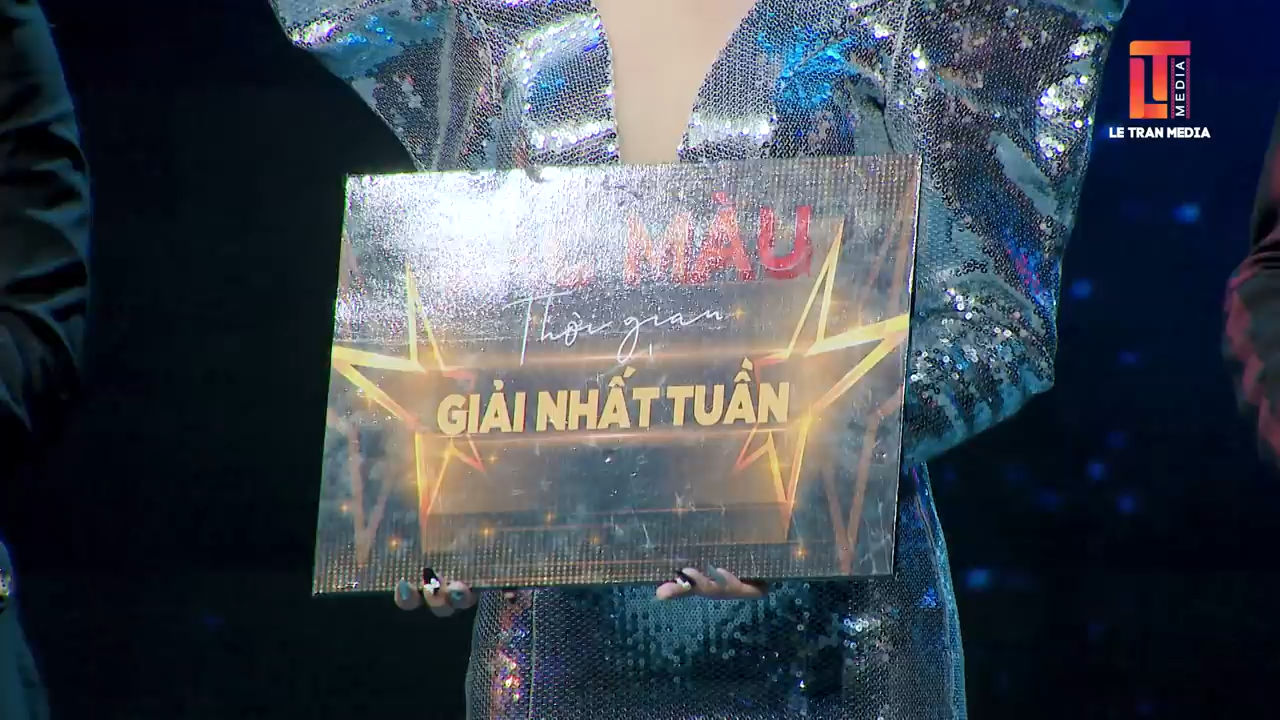 MÀU
Thời gian
GIẢI NHẤT TUẦN
LT
MEDIA
LE TRAN MEDIA